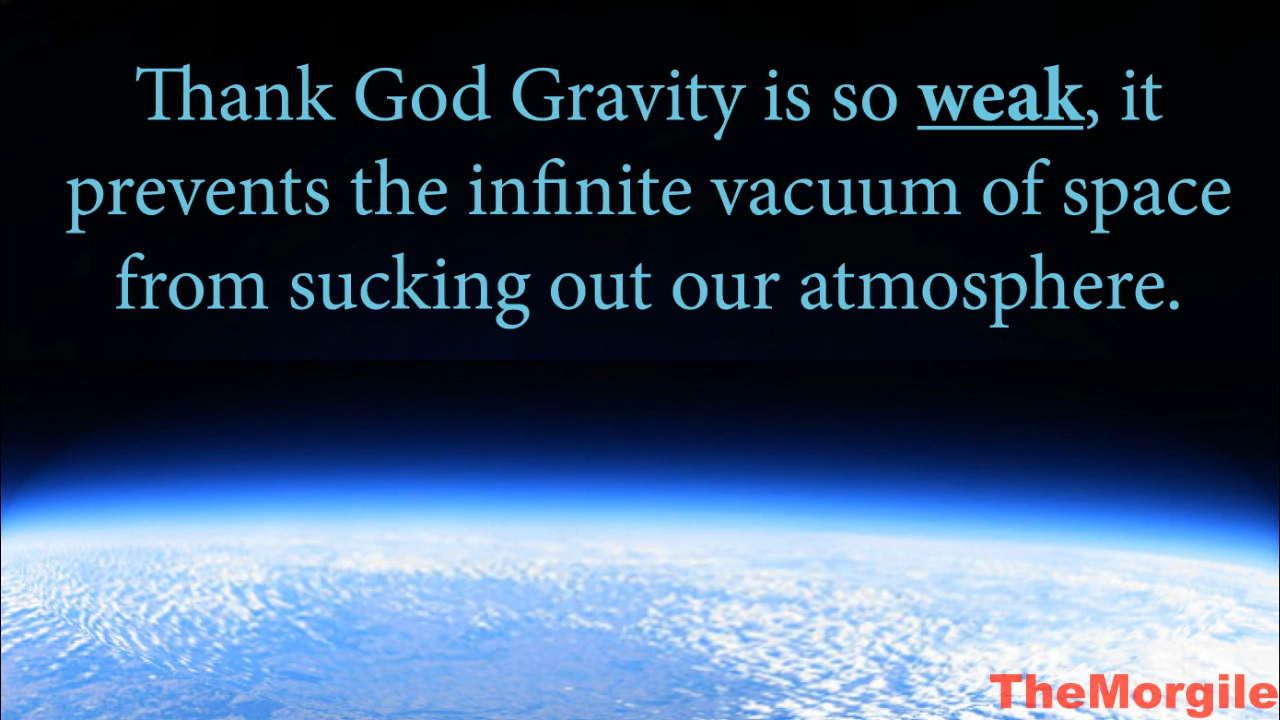 Thank God Gravity is so weak, it
prevents the infinite vacuum of space
from sucking out our atmosphere.
TheMorgile